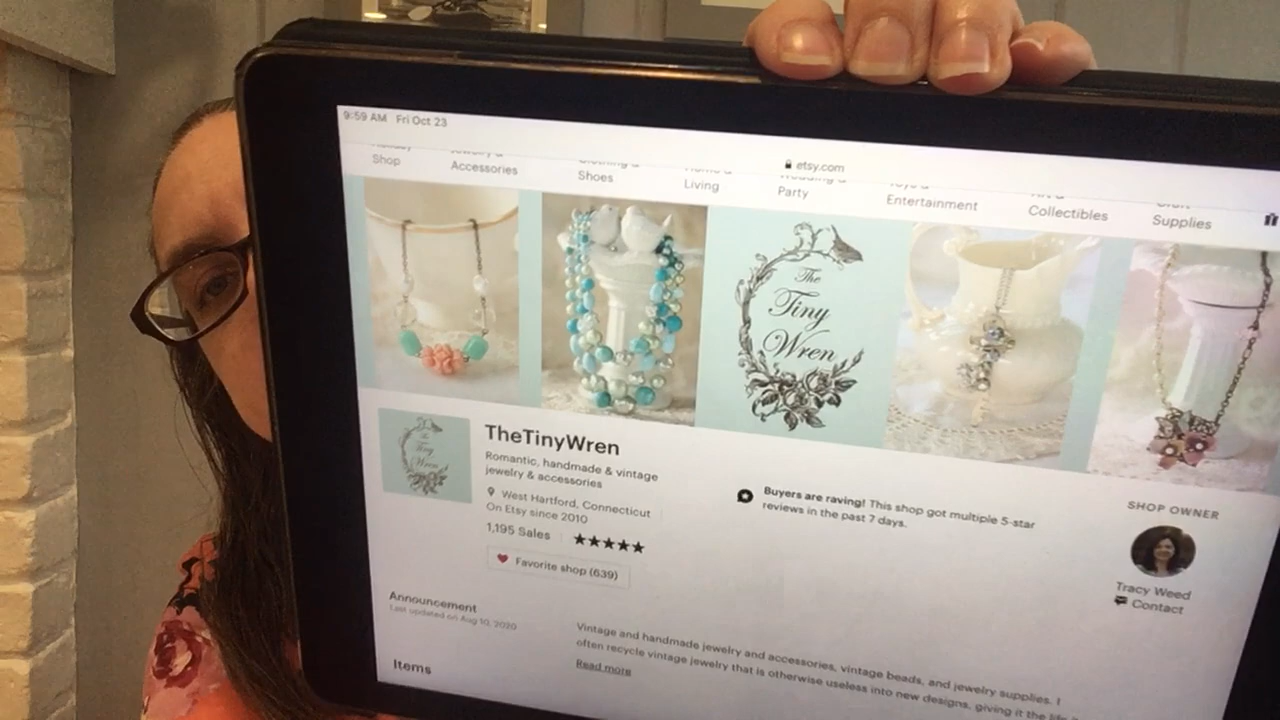 9:59 AM Fri Oct 23
etsy.com
Shop
Accessories
Clothing &
Shoes
Living
Party
Entertainment
Collectibles
Supplies
The
Tiny
Wren
The
Tiny
Wren
TheTinyWren
Romantic, handmade & vintage
jewelry & accessories
West Hartford, Connecticut
On Etsy since 2010
1,195 Sales
Favorite shop (639)
Buyers are raving! This shop got multiple 5-star
reviews in the past 7 days.
SHOP OWNER
Tracy Weed
Contact
Announcement
Last updated on Aug 10, 2020
Vintage and handmade jewelry and accessories, vintage beads, and jewelry supplies. I
often recycle vintage jewelry that is otherwise useless into new designs, giving it the
Read more
Items